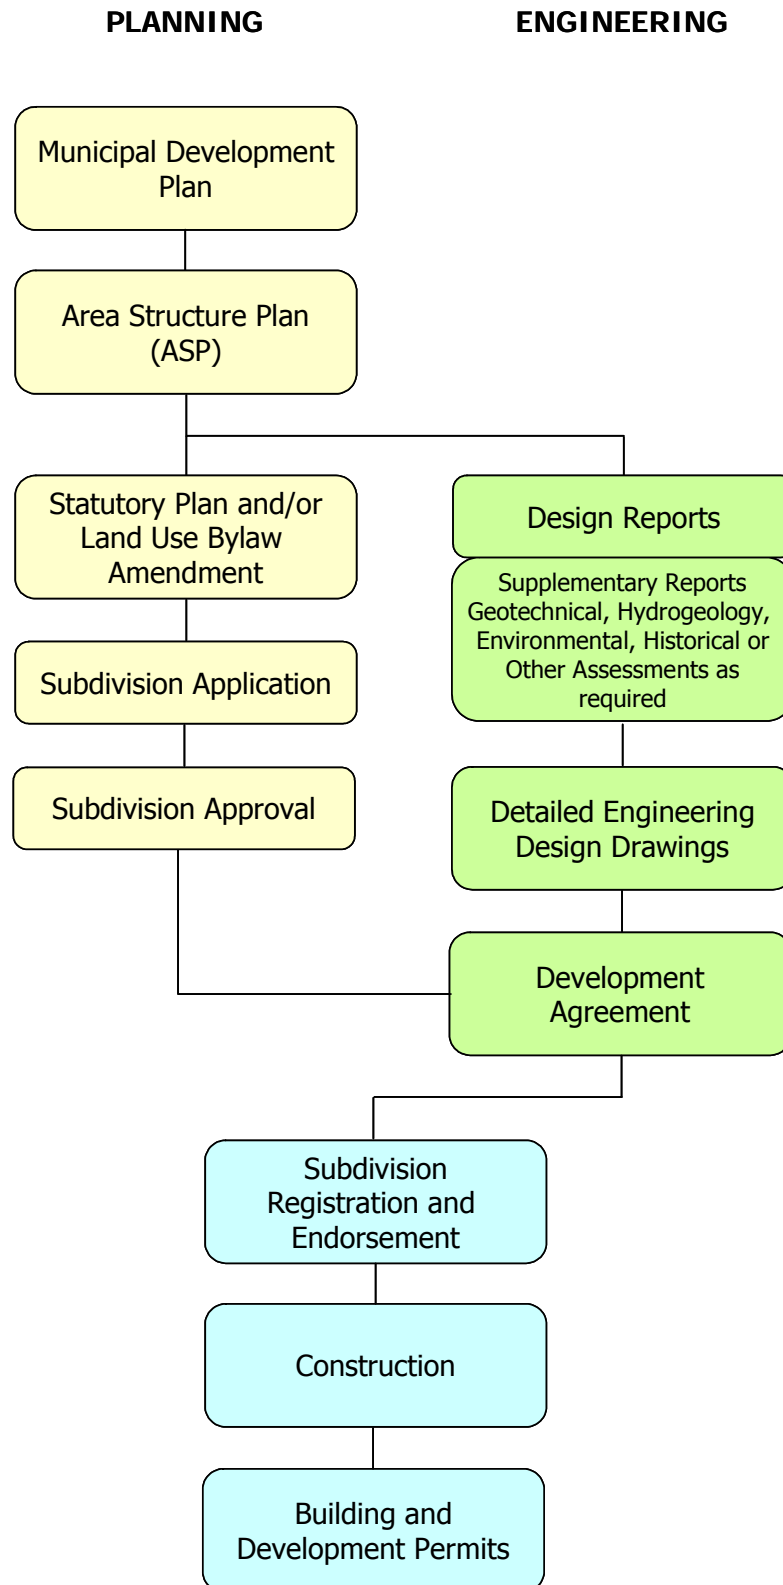 PLANNING
ENGINEERING
Municipal Development
Plan
Area Structure Plan
(ASP)
Statutory Plan and/or
Land Use Bylaw
Amendment
Subdivision Application
Subdivision Approval
Design Reports
Supplementary Reports
Geotechnical, Hydrogeology,
Environmental, Historical or
Other Assessments as
required
Detailed Engineering
Design Drawings
Development
Agreement
Subdivision
Registration and
Endorsement
Construction
Building and
Development Permits